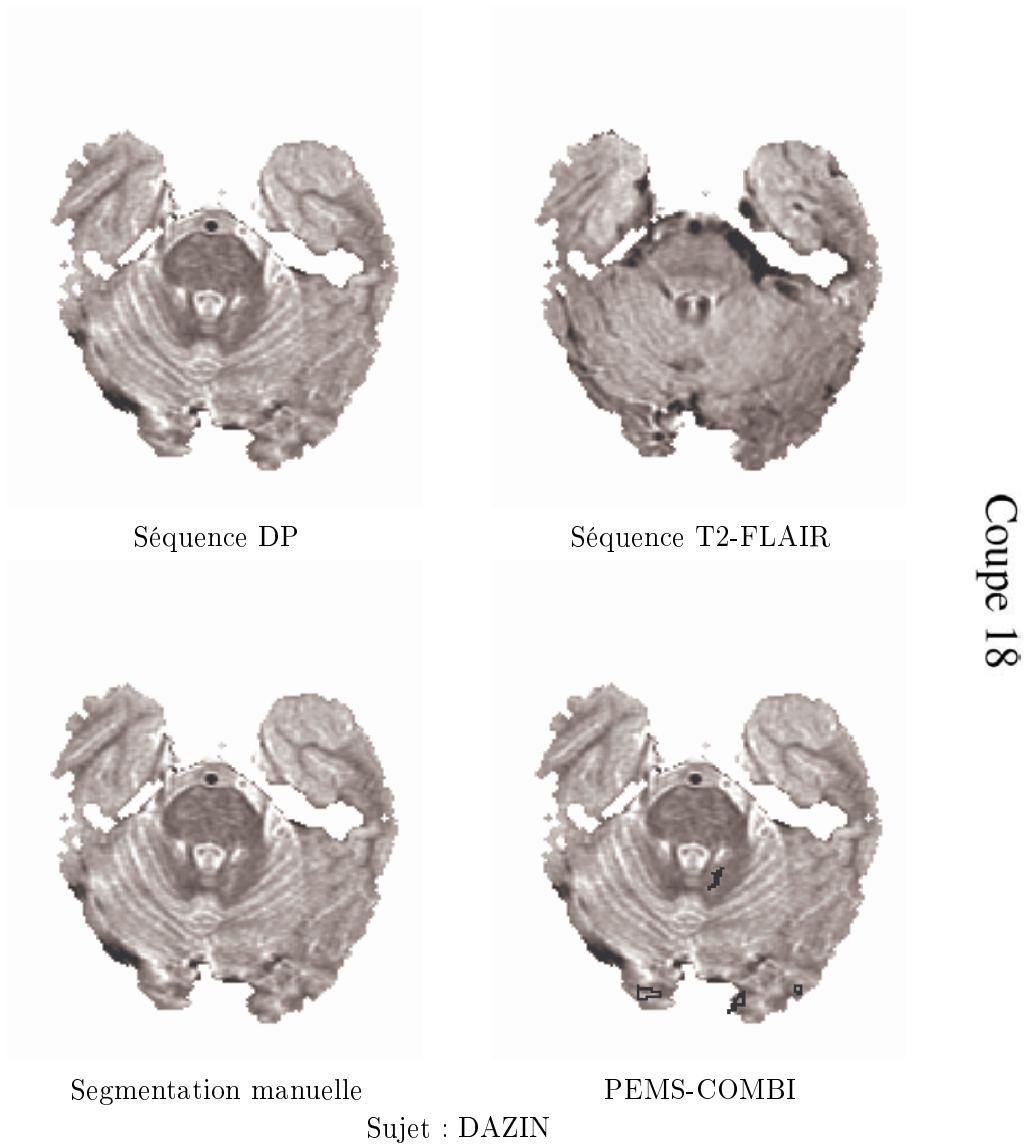 Séquence DP
Séquence T2-FLAIR
Coupe 18
Segmentation manuelle
PEMS-COMBI
Sujet : DAZIN